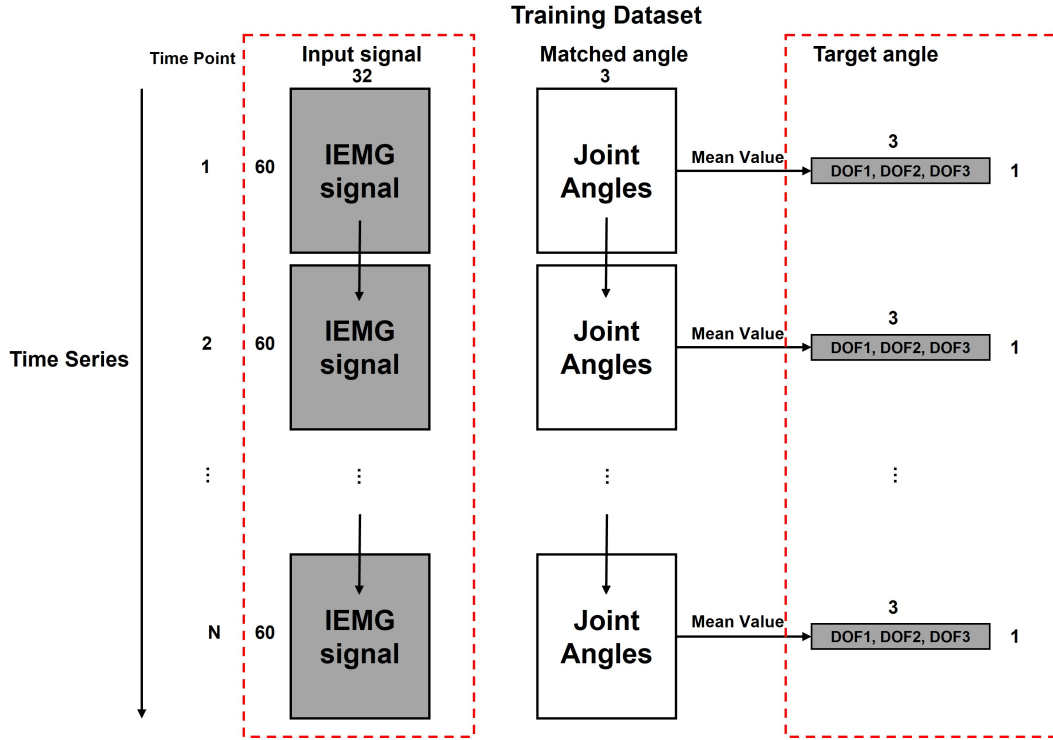 Training Dataset
Time Point
Input signal
Matched angle
Target angle
32
3
1
60
IEMG
signal
Joint
Angles
Mean Value
3
DOF1, DOF2, DOF3
1
Time Series
2
60
IEMG
signal
Joint
Angles
Mean Value
3
DOF1, DOF2, DOF3
1
...
...
...
...
N
60
IEMG
signal
Joint
Angles
Mean Value
3
DOF1, DOF2, DOF3
1